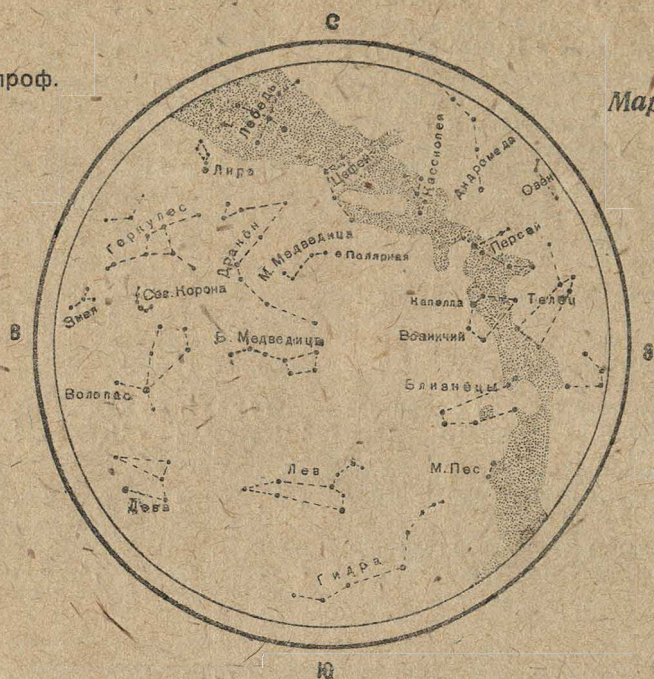 С
проф.
Лебедь
Кассиопея
Андромеда
Лира
Цефей
Овен
Геркулес
Дракон
М. Медведица
Полярная
Персей
Змея
Сев. Корона
Капелла
Телец
В
Б. Медведица
Возничий
З
Волопас
Близнецы
Лев
М. Пес
Дева
Гидра
Ю